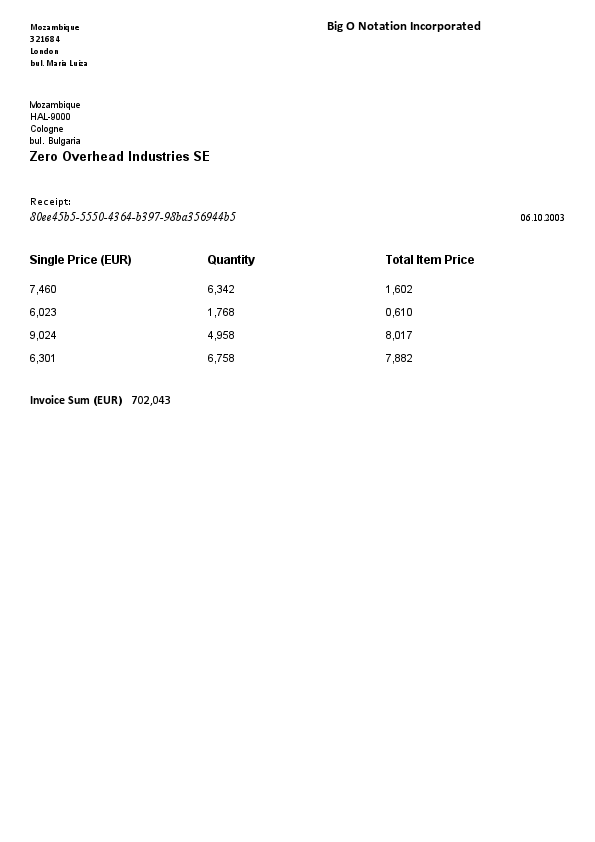 Mozambique
Big O Notation Incorporated
321684
London
bul. Maria Luiza
Mozambique
HAL-9000
Cologne
bul. Bulgaria
Zero Overhead Industries SE
Receipt:
80ee45b5-5550-4364-b397-98ba356944b5 06.10.2003
Single Price (EUR) Quantity Total Item Price
7,460 6,342 1,602
6,023 1,768 0,610
9,024 4,958 8,017
6,301 6,758 7,882
Invoice Sum (EUR) 702,043